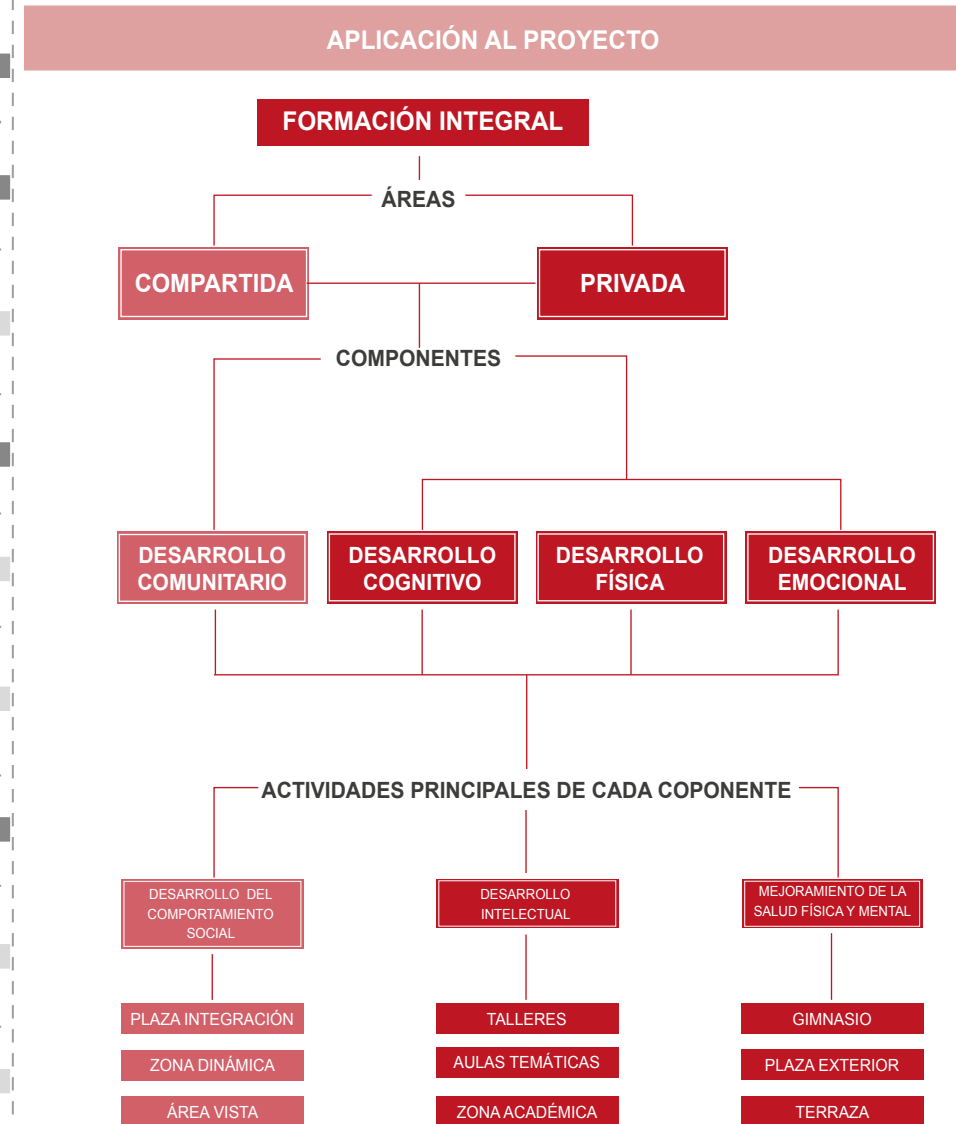 APLICACIÓN AL PROYECTO
FORMACIÓN INTEGRAL
ÁREAS
COMPARTIDA
PRIVADA
COMPONENTES
DESARROLLO
COMUNITARIO
DESARROLLO
COGNITIVO
DESARROLLO
FÍSICA
DESARROLLO
EMOCIONAL
ACTIVIDADES PRINCIPALES DE CADA COPONENTE
DESARROLLO DEL
COMPORTAMIENTO
SOCIAL
DESARROLLO
INTELECTUAL
MEJORAMIENTO DE LA
SALUD FÍSICA Y MENTAL
PLAZA INTEGRACIÓN
TALLERES
GIMNASIO
ZONA DINÁMICA
AULAS TEMÁTICAS
PLAZA EXTERIOR
ÁREA VISTA
ZONA ACADÉMICA
TERRAZA